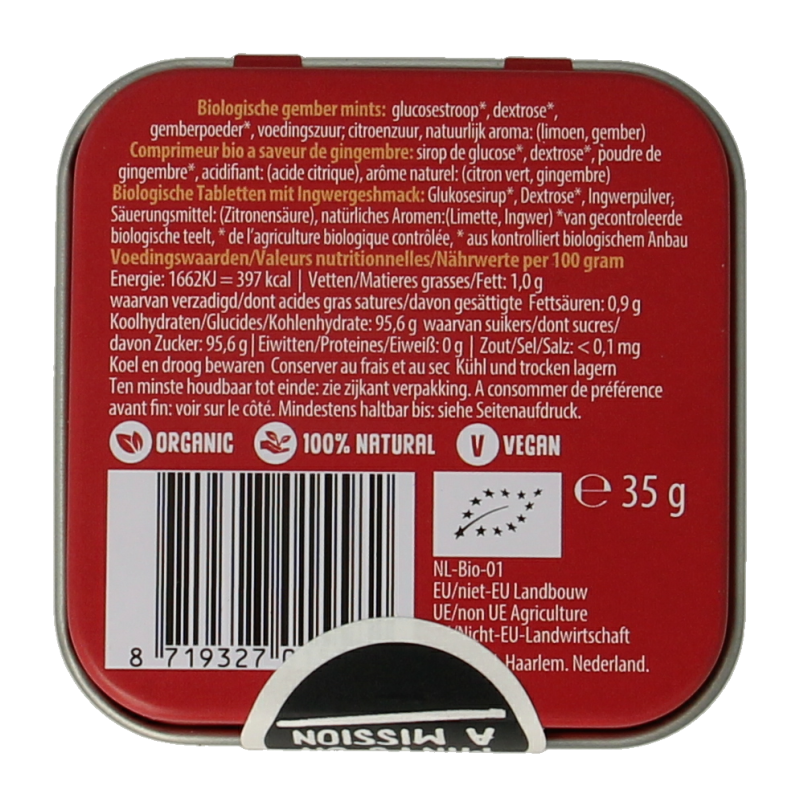 Biologische gember mints: glucosestroop*, dextrose*,
gemberpoeder*, voedingszuur; citroenzuur, natuurlijk aroma: (limoen, gember)
Comprimeur bio à saveur de gingembre: sirop de glucose*, dextrose*, poudre de
gingembre*, acidifiant: (acide citrique), arôme naturel: (citron vert, gingembre)
Biologische Tabletten mit Ingwergeshmack: Glukosesirup*, Dextrose*, Ingwerpulver;
Säuerungsmittel: (Zitronensäure), natürliches Aromen:(Limette, Ingwer) *van gecontroleerde
biologische teelt, * de l'agriculture biologique contrôlée, * aus kontrolliert biologischem Anbau
Voedingswaarden/Valeurs nutritionnelles/Nährwerte per 100 gram
Energie: 1662KJ = 397 kcal | Vetten/Matieres grasses/Fett: 1,0 g
waarvan verzadigd/dont acides gras satures/davon gesättigte Fettsäuren: 0,9 g
Koolhydraten/Glucides/Kohlenhydrate: 95,6 g waarvan suikers/dont sucres/
davon Zucker: 95,6 g | Eiwitten/Proteines/Eiweiß: 0 g | Zout/Sel/Salz: < 0,1 mg
Koel en droog bewaren Conserver au frais et au sec Kühl und trocken lagern
Ten minste houdbaar tot einde: zie zijkant verpakking. A consommer de préférence
avant fin: voir sur le côté. Mindestens haltbar bis: siehe Seitenaufdruck.
ORGANIC 100% NATURAL V VEGAN
℮ 35 g
NL-Bio-01
EU/niet-EU Landbouw
UE/non UE Agriculture
/Nicht-EU-Landwirtschaft
Haarlem. Nederland.
8 719327 0
A MISSION